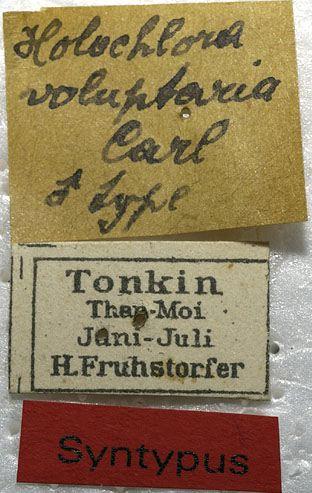 Holochlora
voluptaria
Carl
type
Tonkin
Than-Moi
Juni-Juli
H. Fruhstorfer
Syntypus